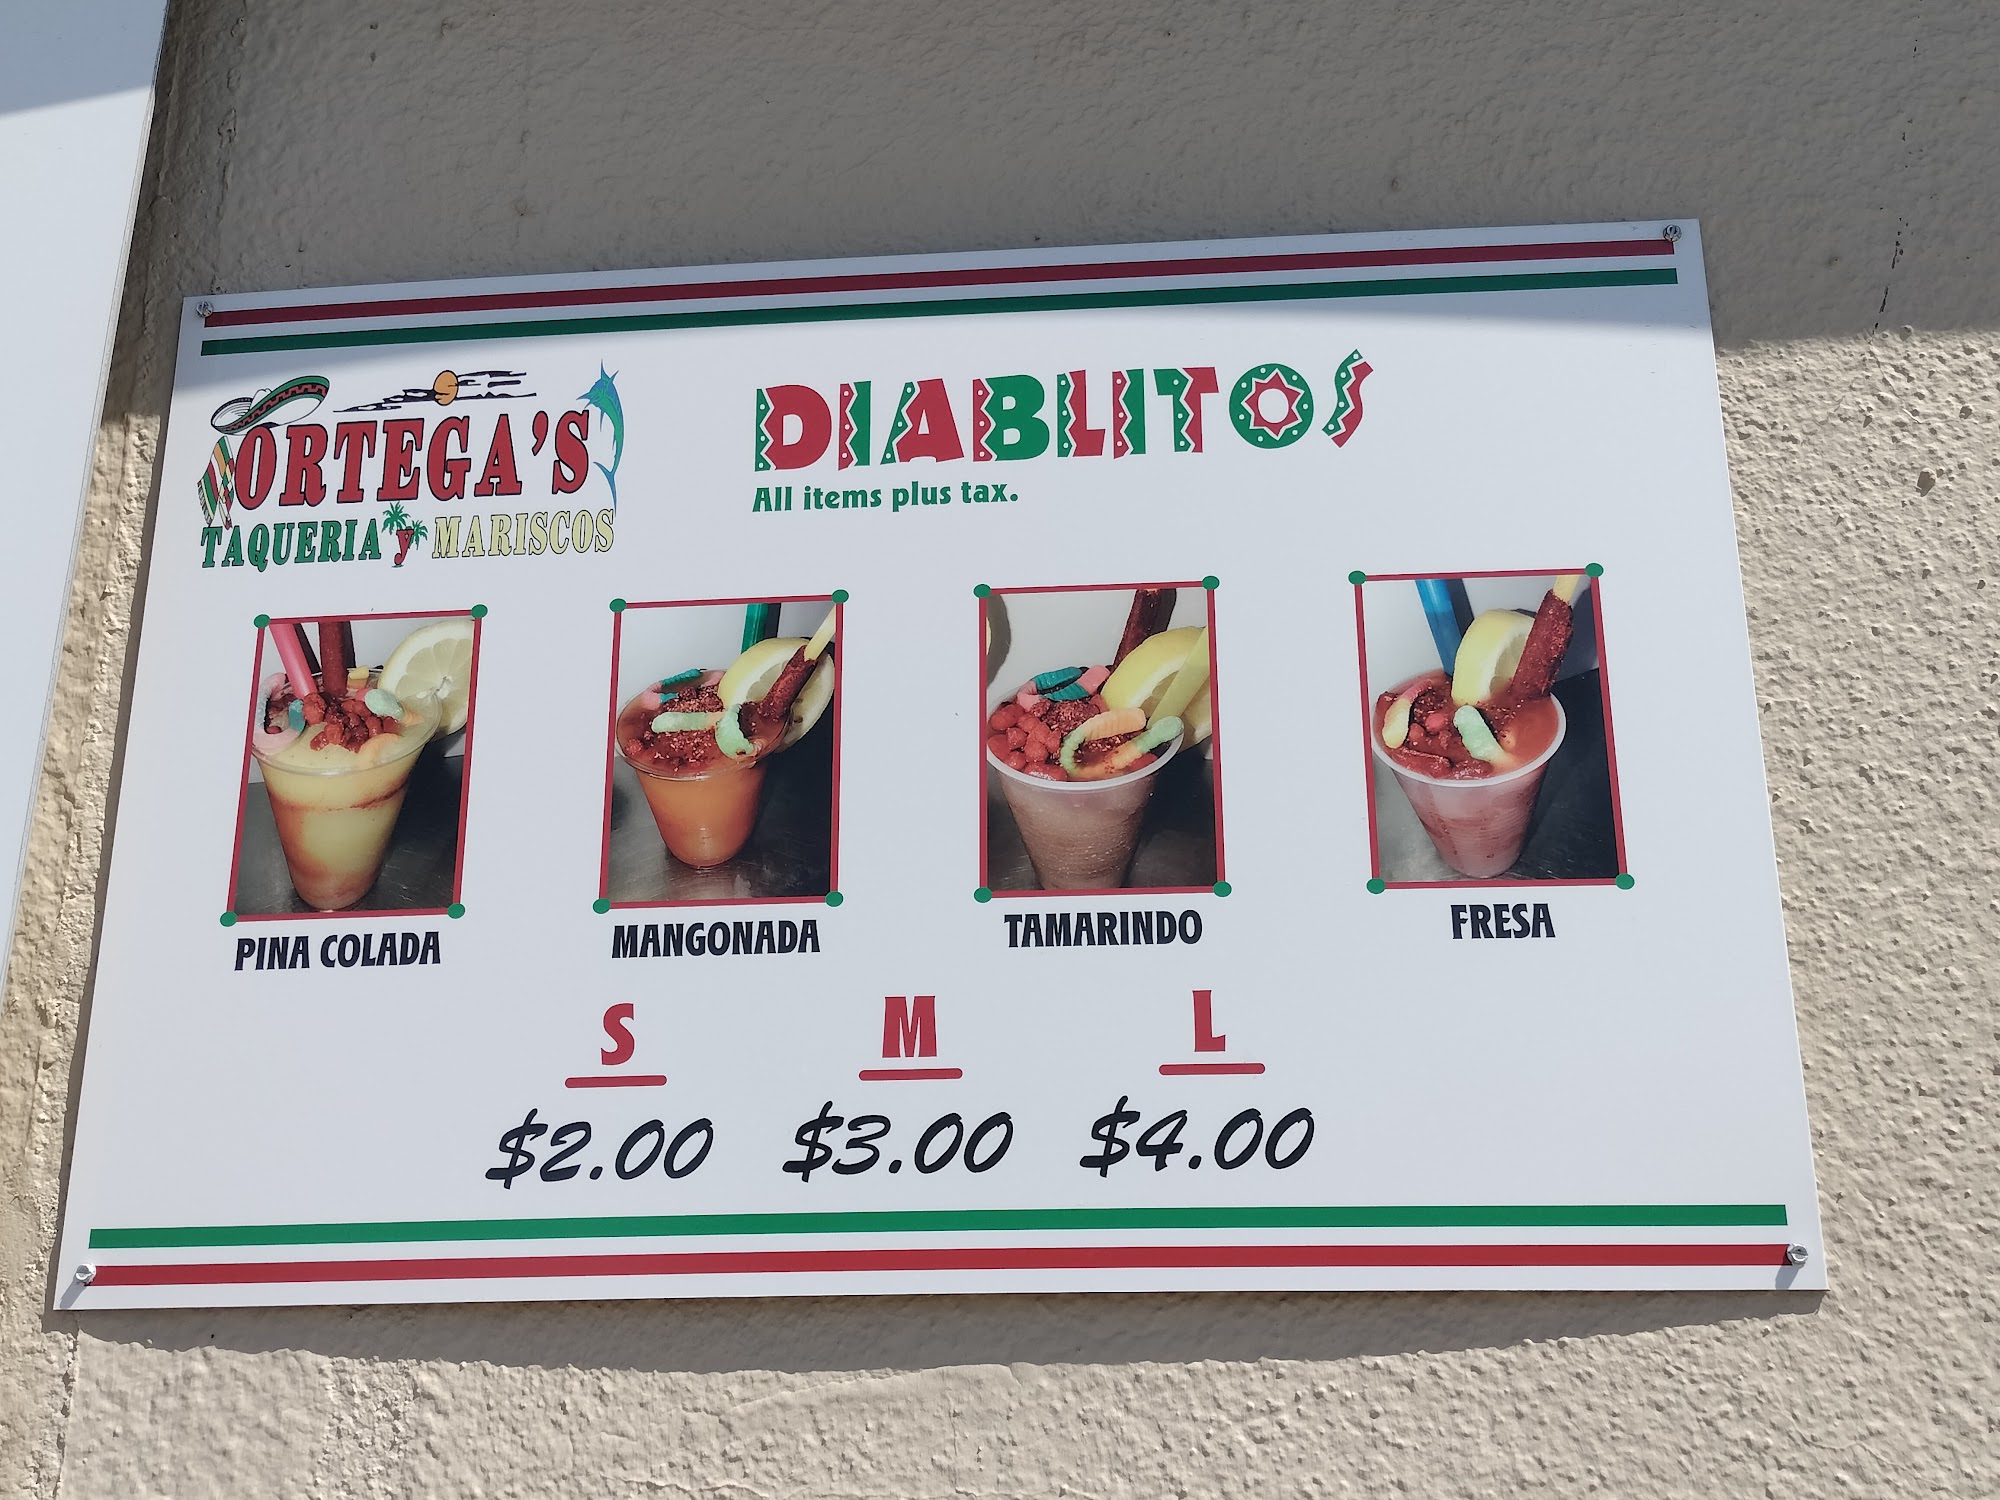 ORTEGA'S
TAQUERIA y MARISCOS
DIABLITOS
All items plus tax.
PINA COLADA
MANGONADA
TAMARINDO
FRESA
S M L
$2.00 $3.00 $4.00